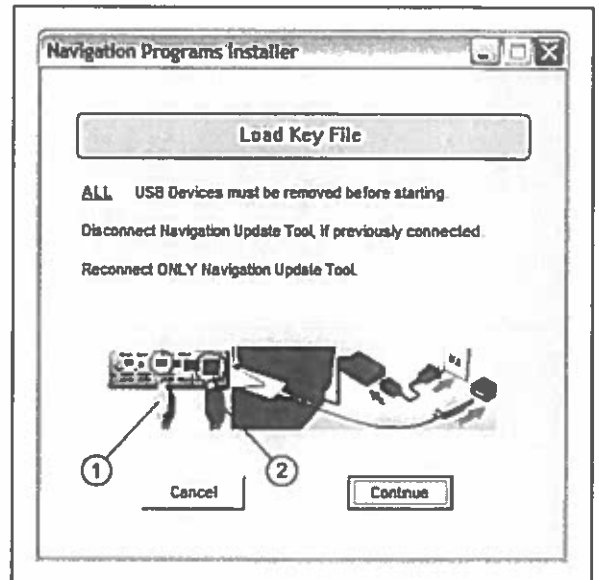 Navigation Programs Installer
Load Key File
ALL USB Devices must be removed before starting.
Disconnect Navigation Update Tool, if previously connected.
Reconnect ONLY Navigation Update Tool.
1
2
Cancel
Continue